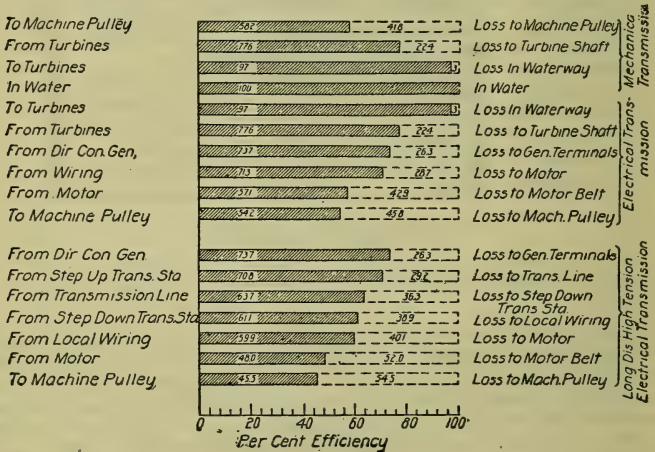 To Machine Pulley 58.2 41.8 Loss to Machine Pulley
From Turbines 77.6 22.4 Loss to Turbine Shaft
To Turbines 97 3 Loss In Waterway
In Water 100 In Water
To Turbines 97 3 Loss In Waterway
From Turbines 77.6 22.4 Loss to Turbine Shaft
From Dir Con. Gen, 73.7 26.3 Loss to Gen. Terminals
From Wiring 71.3 28.7 Loss to Motor
From Motor 57.1 42.9 Loss to Motor Belt
To Machine Pulley 54.2 45.8 Loss to Mach. Pulley
Mechanical Transmission
Electrical Trans-
mission
From Dir Con Gen. 73.7 26.3 Loss to Gen. Terminals
From Step Up Trans. Sta 70.8 29.2 Loss to Trans. Line
From Transmission Line 63.7 36.3 Loss to Step Down
Trans Sta.
From Step Down Trans. Sta 61.1 38.9 Loss to Local Wiring
From Local Wiring 59.9 40.1 Loss to Motor
From Motor 48.0 52.0 Loss to Motor Belt
To Machine Pulley, 45.5 54.5 Loss to Mach. Pulley
Long Dis High Tension
Electrical Transmission
0 20 40 60 80 100
Per Cent Efficiency